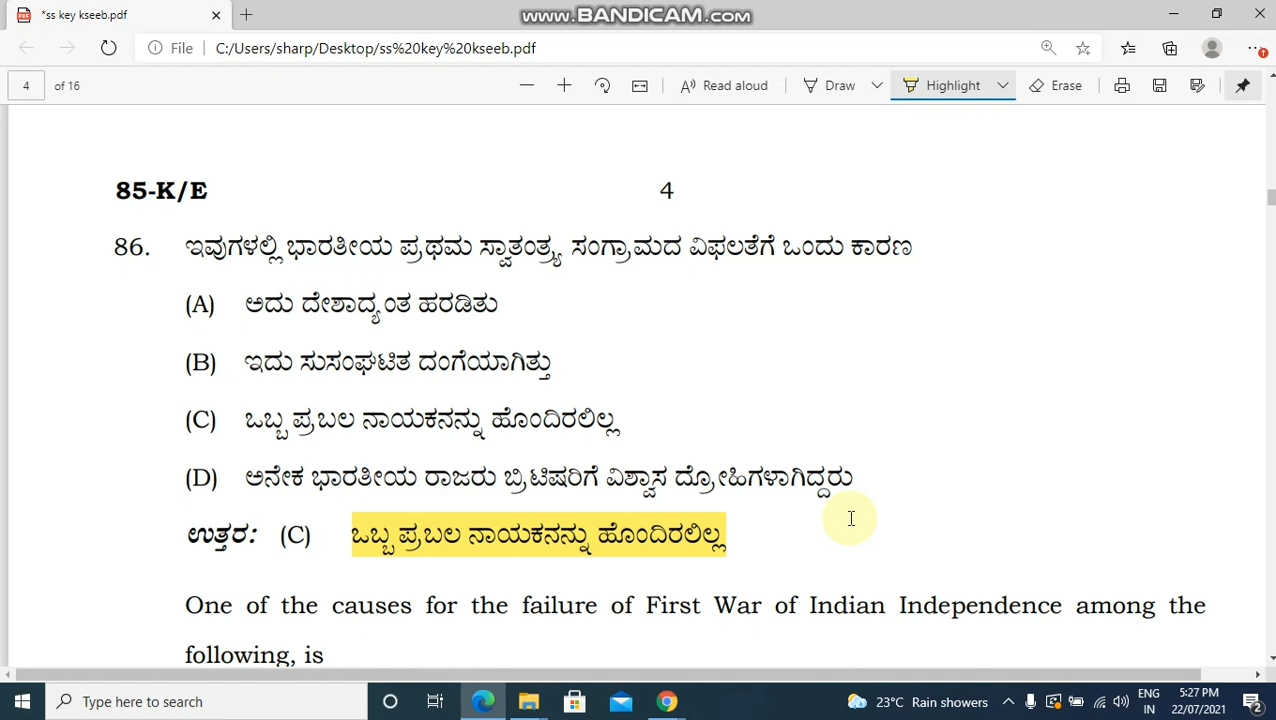 *ss key kseeb.pdf
www.BANDICAM.com
File C:/Users/sharp/Desktop/ss%20key%20kseeb.pdf
4 of 16 Read aloud Draw Highlight Erase
85-K/E 4
86. ಇವುಗಳಲ್ಲಿ ಭಾರತೀಯ ಪ್ರಥಮ ಸ್ವಾತಂತ್ರ್ಯ ಸಂಗ್ರಾಮದ ವಿಫಲತೆಗೆ ಒಂದು ಕಾರಣ
(A) ಅದು ದೇಶಾದ್ಯಂತ ಹರಡಿತು
(B) ಇದು ಸುಸಂಘಟಿತ ದಂಗೆಯಾಗಿತ್ತು
(C) ಒಬ್ಬ ಪ್ರಬಲ ನಾಯಕನನ್ನು ಹೊಂದಿರಲಿಲ್ಲ
(D) ಅನೇಕ ಭಾರತೀಯ ರಾಜರು ಬ್ರಿಟಿಷರಿಗೆ ವಿಶ್ವಾಸ ದ್ರೋಹಿಗಳಾಗಿದ್ದರು
ಉತ್ತರ: (C) ಒಬ್ಬ ಪ್ರಬಲ ನಾಯಕನನ್ನು ಹೊಂದಿರಲಿಲ್ಲ
One of the causes for the failure of First War of Indian Independence among the
following, is
Type here to search 23°C Rain showers ENG IN 5:27 PM 22/07/2021 2